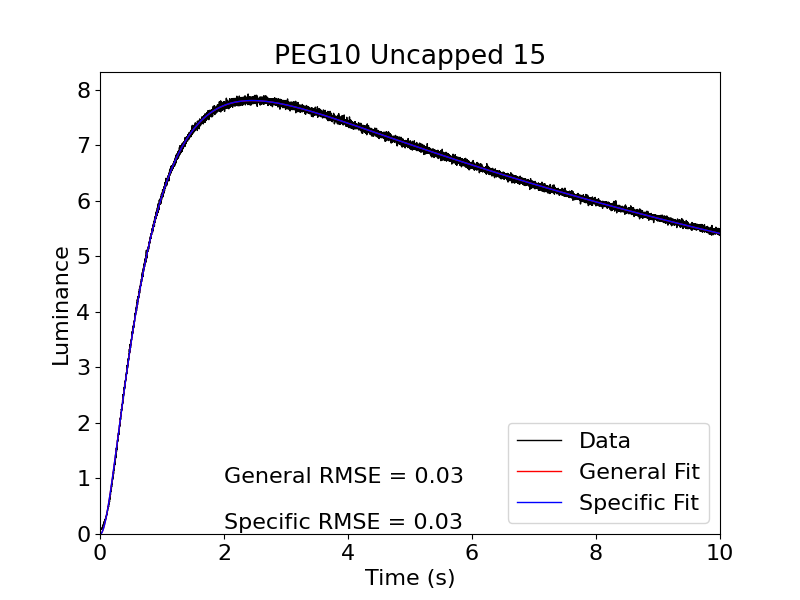 PEG10 Uncapped 15
8
7
6
5
4
3
2
1
0
Luminance
General RMSE = 0.03
Specific RMSE = 0.03
Data
General Fit
Specific Fit
0 2 4 6 8 10
Time (s)